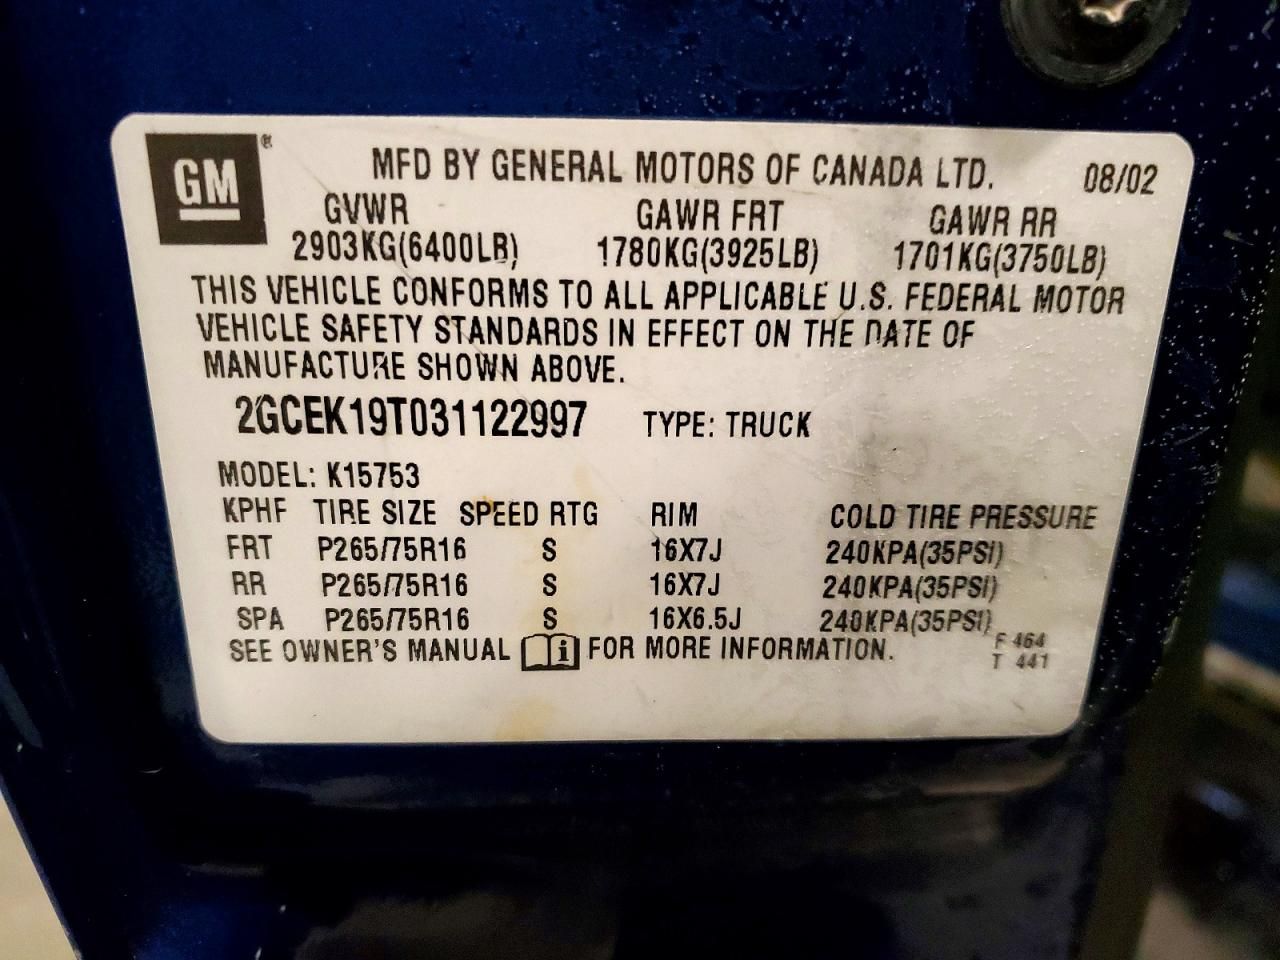 GM ® MFD BY GENERAL MOTORS OF CANADA LTD. 08/02
GVWR GAWR FRT GAWR RR
2903KG(6400LB) 1780KG(3925LB) 1701KG(3750LB)
THIS VEHICLE CONFORMS TO ALL APPLICABLE U.S. FEDERAL MOTOR
VEHICLE SAFETY STANDARDS IN EFFECT ON THE DATE OF
MANUFACTURE SHOWN ABOVE.
2GCEK19T031122997 TYPE: TRUCK
MODEL: K15753
KPHF TIRE SIZE SPEED RTG RIM COLD TIRE PRESSURE
FRT P265/75R16 S 16X7J 240KPA(35PSI)
RR P265/75R16 S 16X7J 240KPA(35PSI)
SPA P265/75R16 S 16X6.5J 240KPA(35PSI)
SEE OWNER'S MANUAL i FOR MORE INFORMATION. F 464
T 441